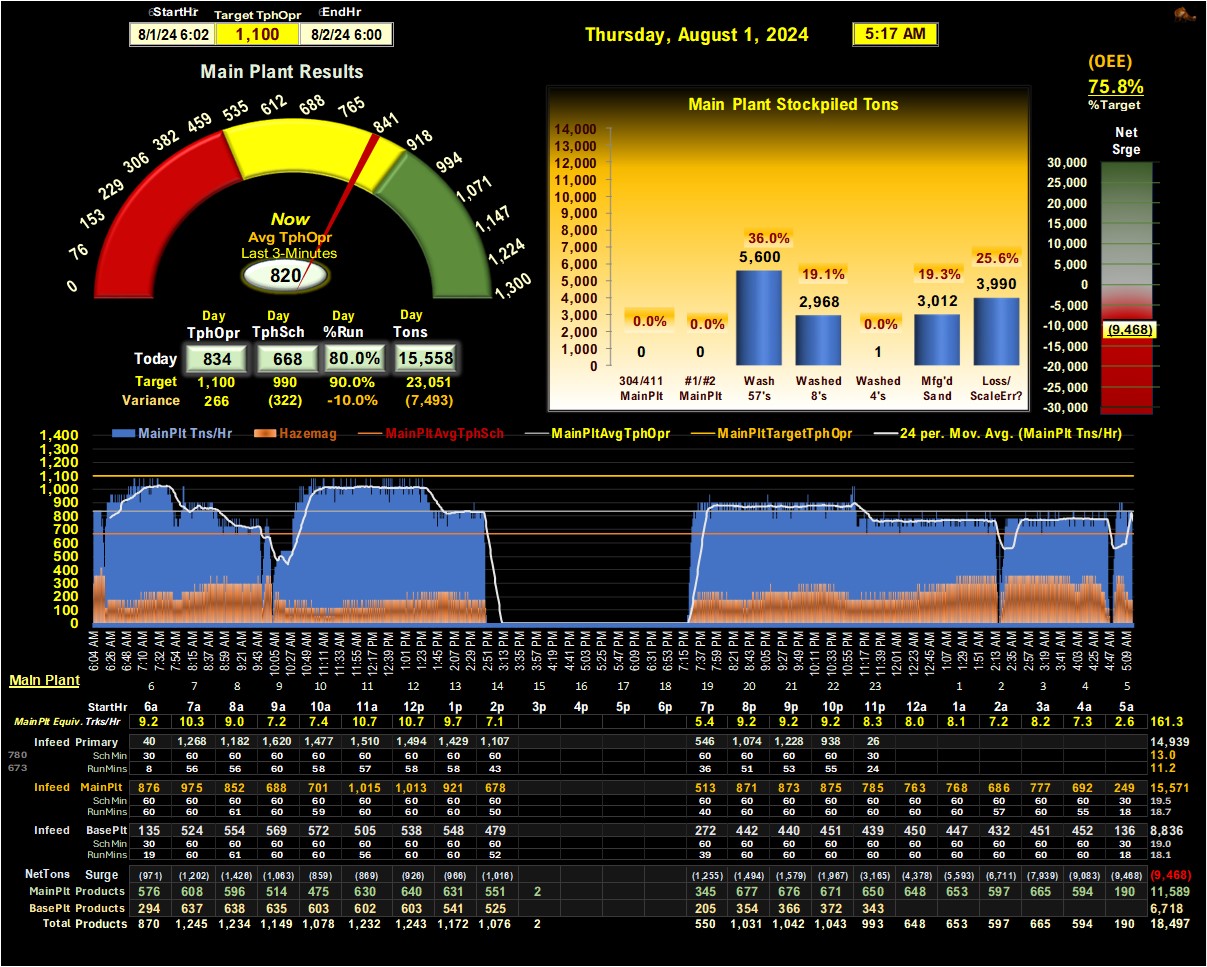 StartHr Target TphOpr EndHr
8/1/24 6:02 1,100 8/2/24 6:00
Thursday, August 1, 2024 5:17 AM
(OEE)
75.8%
%Target
Main Plant Results
0 76 153 229 306 382 459 535 612 688 765 841 918 994 1,071 1,147 1,224 1,300
Now
Avg TphOpr
Last 3-Minutes
820
Day Day Day Day
TphOpr TphSch %Run Tons
Today 834 668 80.0% 15,558
Target 1,100 990 90.0% 23,051
Variance 266 (322) -10.0% (7,493)
Main Plant Stockpiled Tons
14,000
13,000
12,000
11,000
10,000
9,000
8,000
7,000
6,000
5,000
4,000
3,000
2,000
1,000
0
0.0% 0.0% 36.0% 19.1% 0.0% 19.3% 25.6%
0 0 5,600 2,968 1 3,012 3,990
304/411 #1/#2 Wash Washed Washed Mfg'd Loss/
MainPlt MainPlt 57's 8's 4's Sand ScaleErr?
Net
Srge
30,000
25,000
20,000
15,000
10,000
5,000
0
-5,000
-10,000
(9,468)
-15,000
-20,000
-25,000
-30,000
MainPlt Tns/Hr Hazemag MainPltAvgTphSch MainPltAvgTphOpr MainPltTargetTphOpr 24 per. Mov. Avg. (MainPlt Tns/Hr)
1,400
1,300
1,200
1,100
1,000
900
800
700
600
500
400
300
200
100
0
6:04 AM 6:26 AM 6:48 AM 7:10 AM 7:32 AM 7:54 AM 8:15 AM 8:37 AM 8:59 AM 9:21 AM 9:43 AM 10:05 AM 10:27 AM 10:49 AM 11:11 AM 11:33 AM 11:55 AM 12:17 PM 12:39 PM 1:01 PM 1:23 PM 1:45 PM 2:07 PM 2:29 PM 2:51 PM 3:13 PM 3:35 PM 3:57 PM 4:19 PM 4:41 PM 5:03 PM 5:25 PM 5:47 PM 6:09 PM 6:31 PM 6:53 PM 7:15 PM 7:37 PM 7:59 PM 8:21 PM 8:43 PM 9:05 PM 9:27 PM 9:49 PM 10:11 PM 10:33 PM 10:55 PM 11:17 PM 11:39 PM 12:01 AM 12:23 AM 12:45 AM 1:07 AM 1:29 AM 1:51 AM 2:13 AM 2:35 AM 2:57 AM 3:19 AM 3:41 AM 4:03 AM 4:25 AM 4:47 AM 5:09 AM
Main Plant
6 7 8 9 10 11 12 13 14 15 16 17 18 19 20 21 22 23 1 2 3 4 5
StartHr 6a 7a 8a 9a 10a 11a 12p 1p 2p 3p 4p 5p 6p 7p 8p 9p 10p 11p 12a 1a 2a 3a 4a 5a
MainPlt Equiv. Trks/Hr 9.2 10.3 9.0 7.2 7.4 10.7 10.7 9.7 7.1 5.4 9.2 9.2 9.2 8.3 8.0 8.1 7.2 8.2 7.3 2.6 161.3
Infeed Primary 40 1,268 1,182 1,620 1,477 1,510 1,494 1,429 1,107 546 1,074 1,228 938 26 14,939
780 SchMin 30 60 60 60 60 60 60 60 60 60 60 60 60 30 13.0
673 RunMins 8 56 56 60 58 57 58 58 43 36 51 53 55 24 11.2
Infeed MainPlt 876 975 852 688 701 1,015 1,013 921 678 513 871 873 875 785 763 768 686 777 692 249 15,571
SchMin 60 60 60 60 60 60 60 60 60 60 60 60 60 60 60 60 60 60 60 30 19.5
RunMins 60 60 61 60 59 60 60 60 50 40 60 60 60 60 60 60 57 60 55 18 18.7
Infeed BasePlt 135 524 554 569 572 505 538 548 479 272 442 440 451 439 450 447 432 451 452 136 8,836
SchMin 30 60 60 60 60 60 60 60 60 60 60 60 60 60 60 60 60 60 60 30 19.0
RunMins 19 60 61 60 60 56 60 60 52 39 60 60 60 60 60 60 60 60 60 18 18.1
NetTons Surge (971) (1,202) (1,426) (1,063) (859) (869) (926) (966) (1,016) (1,255) (1,494) (1,579) (1,967) (3,165) (4,378) (5,593) (6,711) (7,939) (9,083) (9,468) (9,468)
MainPlt Products 576 608 596 514 475 630 640 631 551 2 345 677 676 671 650 648 653 597 665 594 190 11,589
BasePlt Products 294 637 638 635 603 602 603 541 525 205 354 366 372 343 6,718
Total Products 870 1,245 1,234 1,149 1,078 1,232 1,243 1,172 1,076 2 550 1,031 1,042 1,043 993 648 653 597 665 594 190 18,497